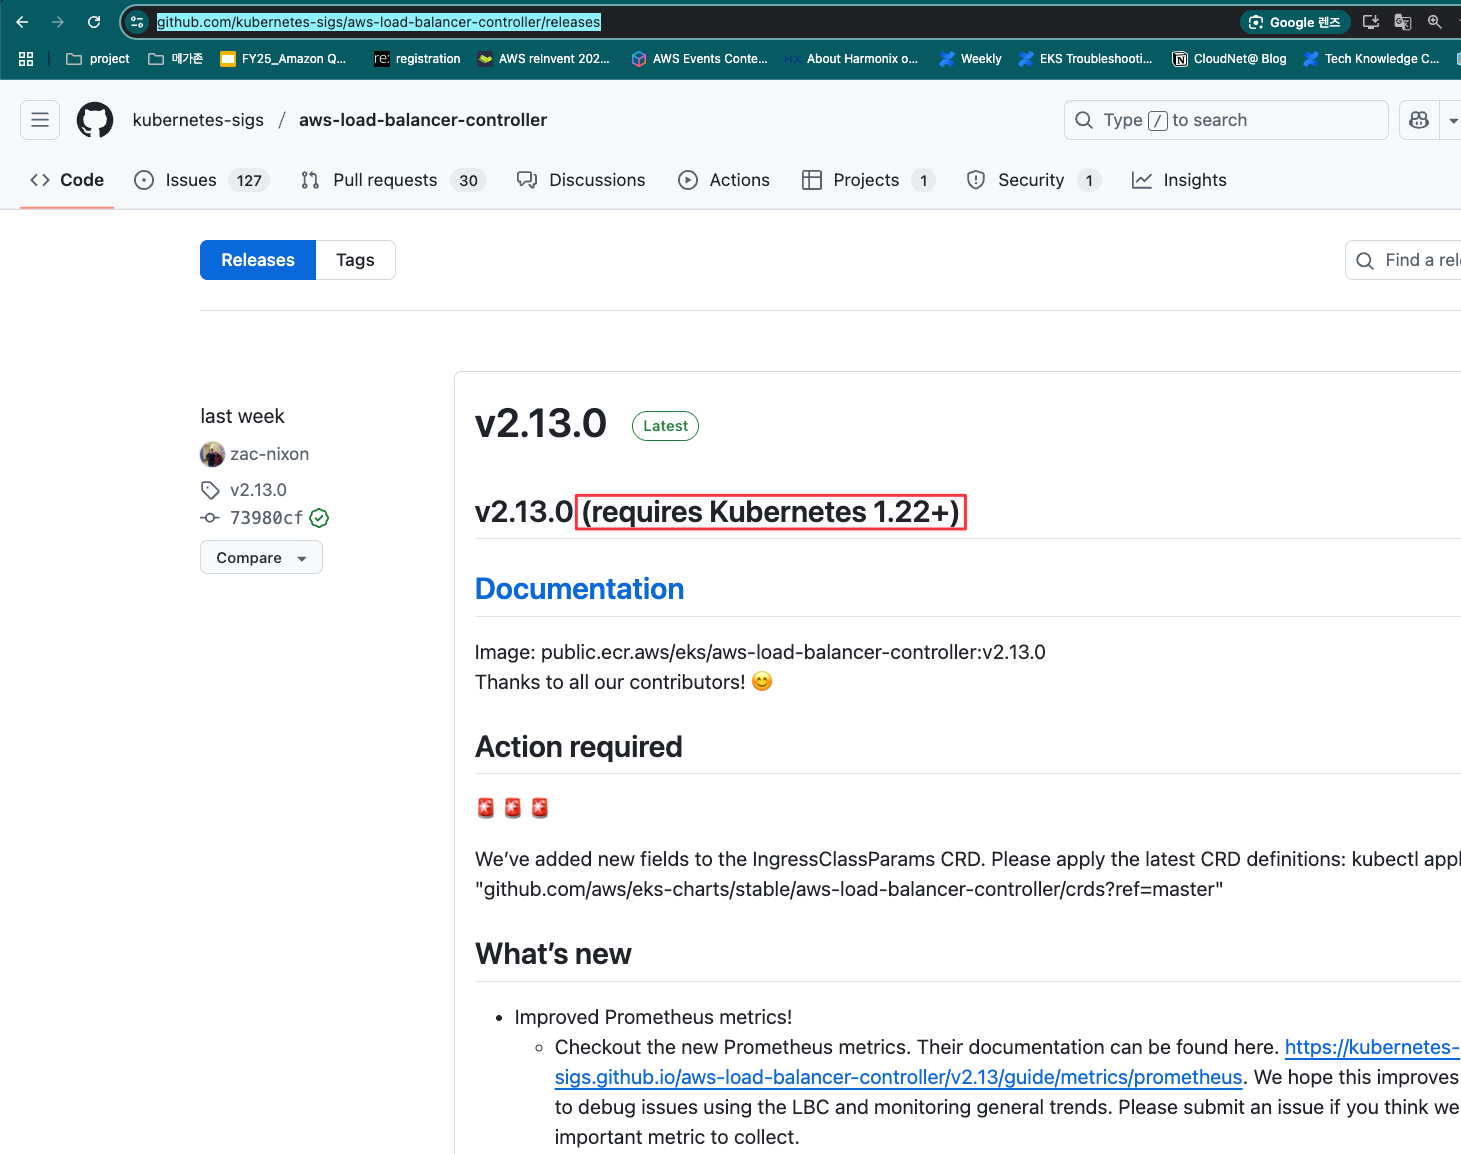 github.com/kubernetes-sigs/aws-load-balancer-controller/releases
Google 렌즈
project
메가존
FY25_Amazon Q...
re: registration
AWS reInvent 202...
AWS Events Conte...
HX About Harmonix o...
Weekly
EKS Troubleshooti...
CloudNet@ Blog
Tech Knowledge C...
kubernetes-sigs / aws-load-balancer-controller
Type / to search
Code
Issues 127
Pull requests 30
Discussions
Actions
Projects 1
Security 1
Insights
Releases
Tags
Find a rel
last week
zac-nixon
v2.13.0
73980cf
Compare
v2.13.0 Latest
v2.13.0 (requires Kubernetes 1.22+)
Documentation
Image: public.ecr.aws/eks/aws-load-balancer-controller:v2.13.0
Thanks to all our contributors! 😊
Action required
🚨 🚨 🚨
We’ve added new fields to the IngressClassParams CRD. Please apply the latest CRD definitions: kubectl appl
"github.com/aws/eks-charts/stable/aws-load-balancer-controller/crds?ref=master"
What’s new
• Improved Prometheus metrics!
◦ Checkout the new Prometheus metrics. Their documentation can be found here. https://kubernetes-
sigs.github.io/aws-load-balancer-controller/v2.13/guide/metrics/prometheus. We hope this improves
to debug issues using the LBC and monitoring general trends. Please submit an issue if you think we
important metric to collect.